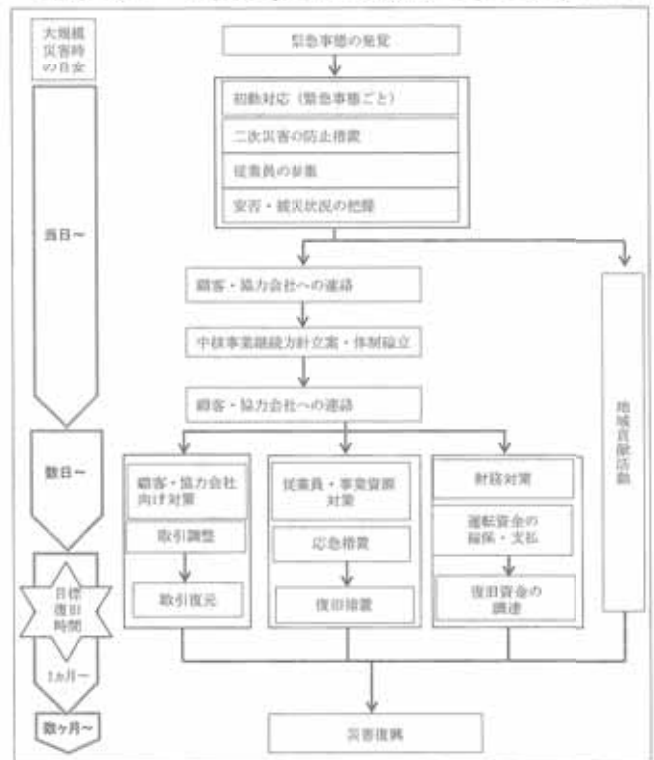 大規模
災害時
の目安
緊急事態の発覚
初動対応（緊急事態ごと）
二次災害の防止措置
従業員の参集
安否・被災状況の把握
当日～
顧客・協力会社への連絡
中核事業継続方針立案・体制確立
顧客・協力会社への連絡
地域貢献活動
数日～
顧客・協力会社
向け対策
取引調整
取引復元
従業員・事業資源
対策
応急措置
復旧措置
財務対策
運転資金の
確保・支払
復旧資金の
調達
目標
復旧
時間
1ヵ月～
数ヶ月～
災害復興